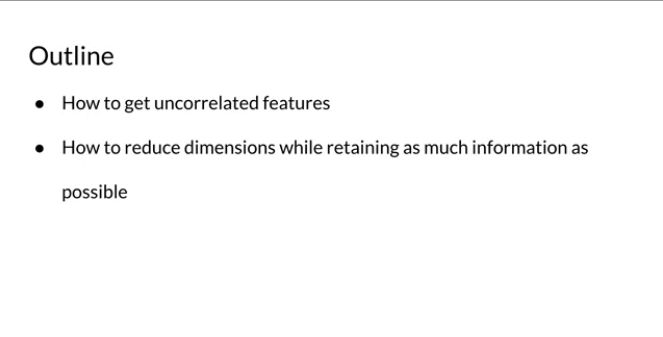 Outline
● How to get uncorrelated features
● How to reduce dimensions while retaining as much information as
possible